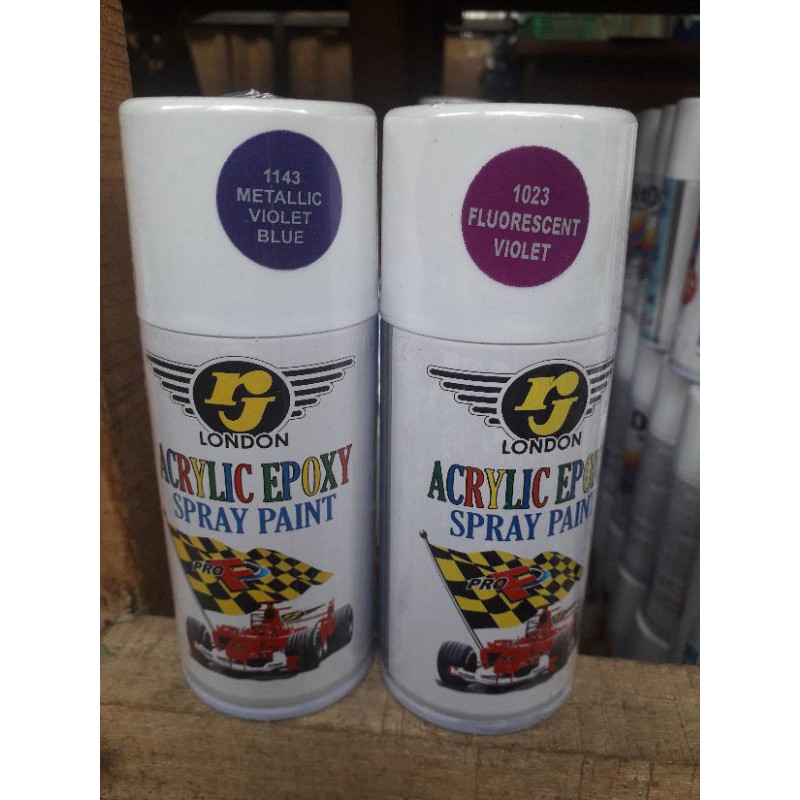 1143
METALLIC
VIOLET
BLUE
rj
LONDON
ACRYLIC EPOXY
SPRAY PAINT
PRO
1023
FLUORESCENT
VIOLET
rj
LONDON
ACRYLIC EPO
SPRAY PAINT
PRO